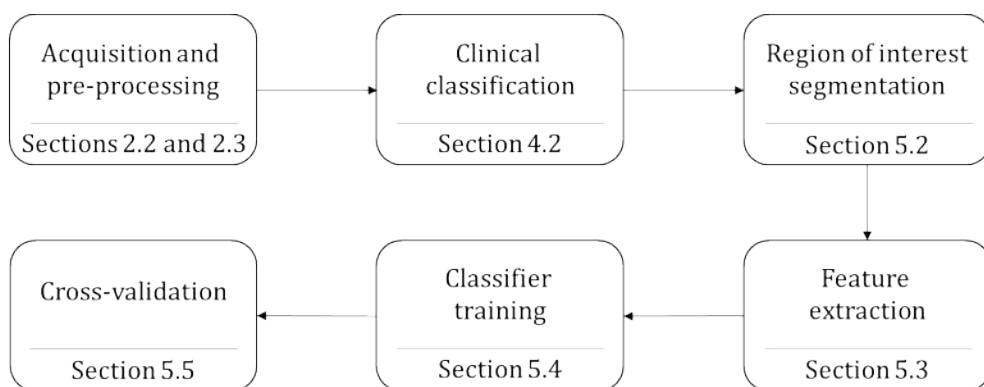 Acquisition and
pre-processing
Sections 2.2 and 2.3
Clinical
classification
Section 4.2
Region of interest
segmentation
Section 5.2
Feature
extraction
Section 5.3
Classifier
training
Section 5.4
Cross-validation
Section 5.5